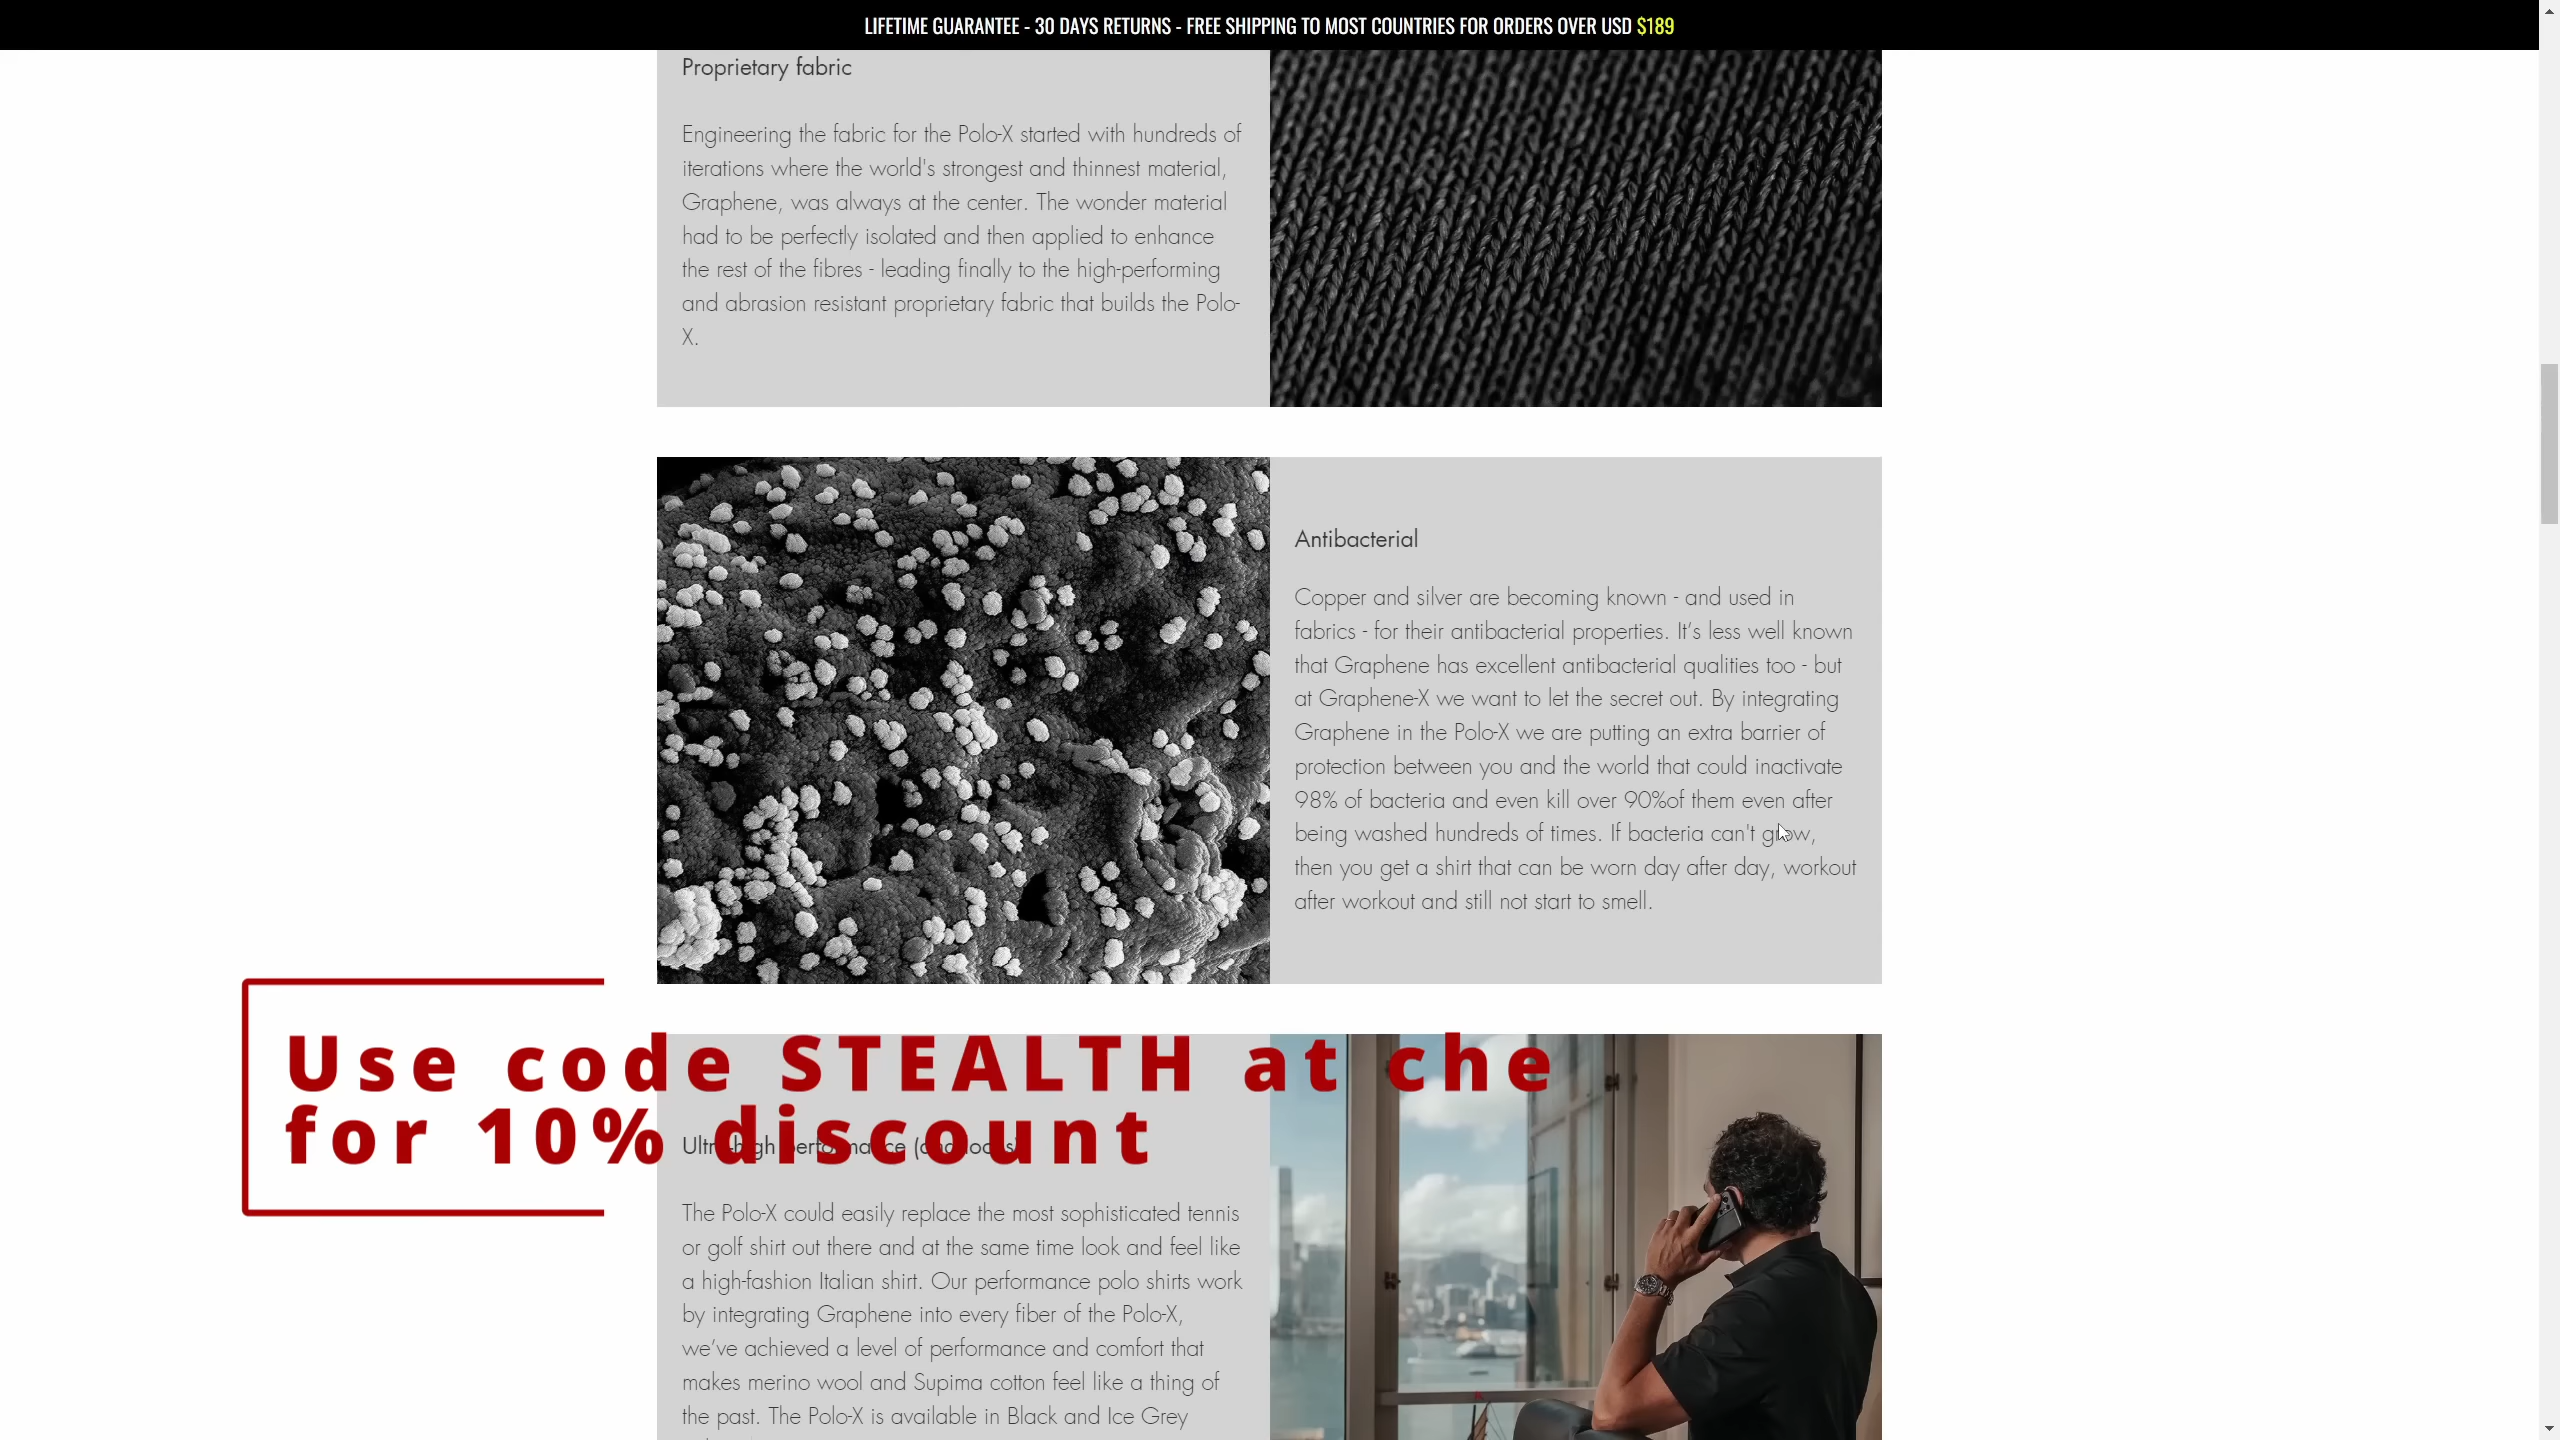 LIFETIME GUARANTEE - 30 DAYS RETURNS - FREE SHIPPING TO MOST COUNTRIES FOR ORDERS OVER USD $189
Proprietary fabric
Engineering the fabric for the Polo-X started with hundreds of
iterations where the world's strongest and thinnest material,
Graphene, was always at the center. The wonder material
had to be perfectly isolated and then applied to enhance
the rest of the fibres - leading finally to the high-performing
and abrasion resistant proprietary fabric that builds the Polo-
X.
Antibacterial
Copper and silver are becoming known - and used in
fabrics - for their antibacterial properties. It’s less well known
that Graphene has excellent antibacterial qualities too - but
at Graphene-X we want to let the secret out. By integrating
Graphene in the Polo-X we are putting an extra barrier of
protection between you and the world that could inactivate
98% of bacteria and even kill over 90%of them even after
being washed hundreds of times. If bacteria can't grow,
then you get a shirt that can be worn day after day, workout
after workout and still not start to smell.
Use code STEALTH at che
for 10% discount
Ultra-high performance (and looks)
The Polo-X could easily replace the most sophisticated tennis
or golf shirt out there and at the same time look and feel like
a high-fashion Italian shirt. Our performance polo shirts work
by integrating Graphene into every fiber of the Polo-X,
we’ve achieved a level of performance and comfort that
makes merino wool and Supima cotton feel like a thing of
the past. The Polo-X is available in Black and Ice Grey